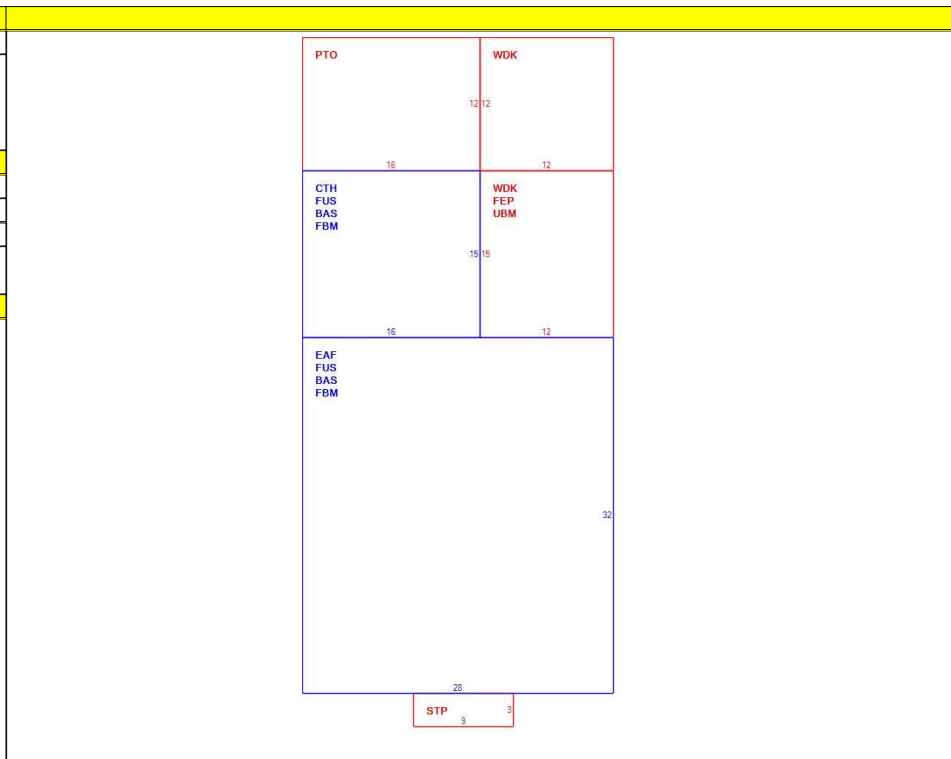 PTO
WDK
12 12
16
12
CTH
FUS
BAS
FBM
WDK
FEP
UBM
15 15
16
12
EAF
FUS
BAS
FBM
32
28
STP
3
9